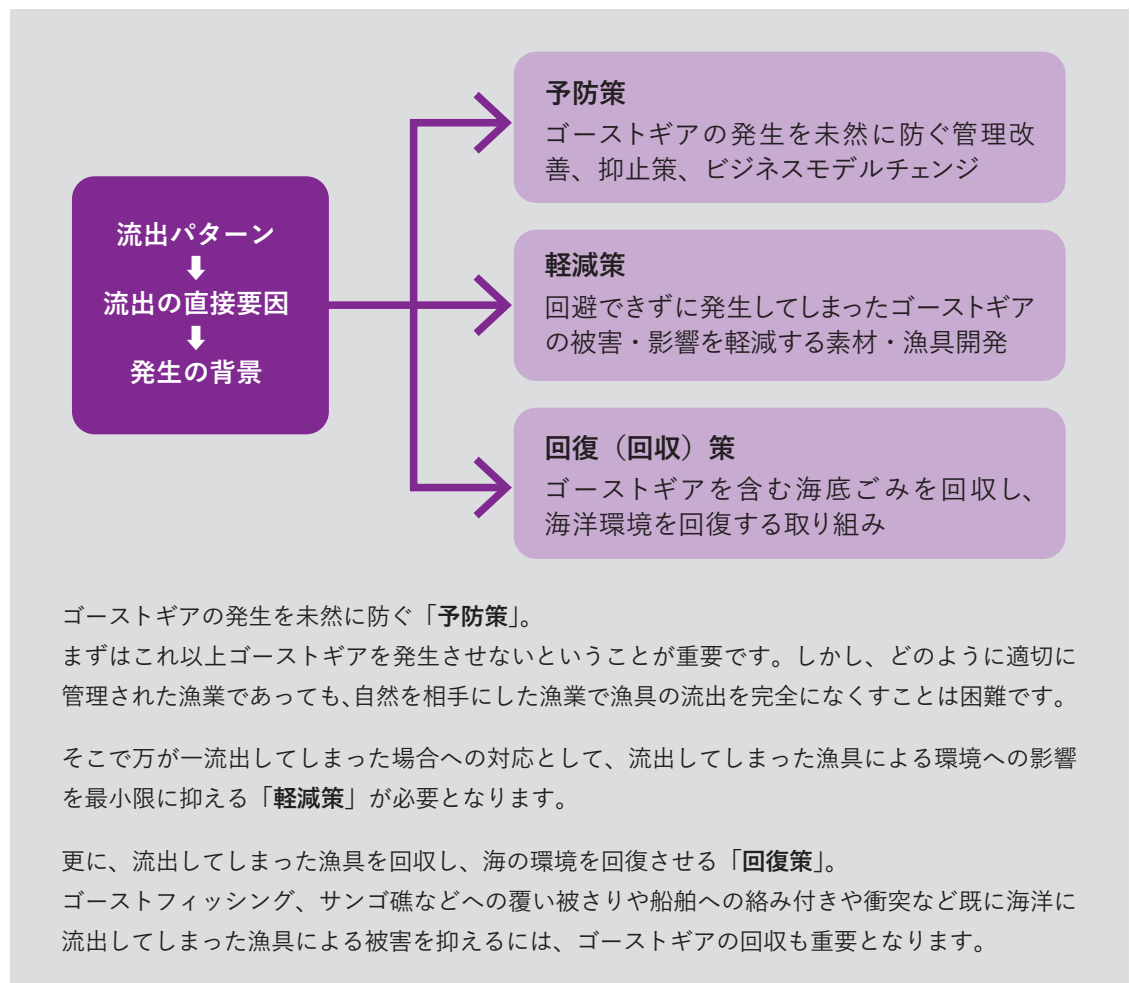 流出パターン
⬇
流出の直接要因
⬇
発生の背景
予防策
ゴーストギアの発生を未然に防ぐ管理改
善、抑止策、ビジネスモデルチェンジ
軽減策
回避できずに発生してしまったゴーストギア
の被害・影響を軽減する素材・漁具開発
回復（回収）策
ゴーストギアを含む海底ごみを回収し、
海洋環境を回復する取り組み
ゴーストギアの発生を未然に防ぐ「予防策」。
まずはこれ以上ゴーストギアを発生させないということが重要です。しかし、どのように適切に
管理された漁業であっても、自然を相手にした漁業で漁具の流出を完全になくすことは困難です。
そこで万が一流出してしまった場合への対応として、流出してしまった漁具による環境への影響
を最小限に抑える「軽減策」が必要となります。
更に、流出してしまった漁具を回収し、海の環境を回復させる「回復策」。
ゴーストフィッシング、サンゴ礁などへの覆い被さりや船舶への絡み付きや衝突など既に海洋に
流出してしまった漁具による被害を抑えるには、ゴーストギアの回収も重要となります。